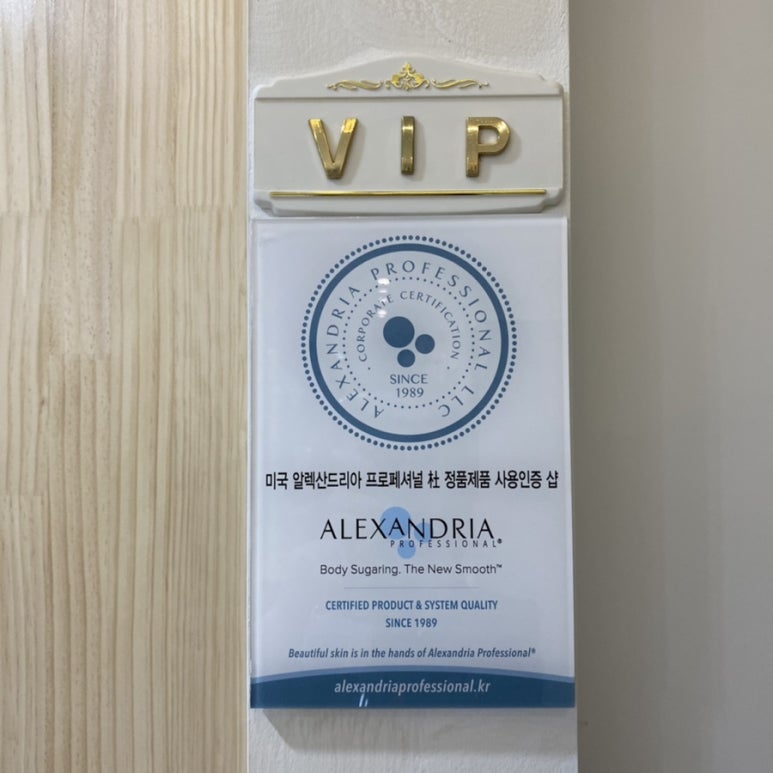 VIP
ALEXANDRIA PROFESSIONAL LLC
· CORPORATE CERTIFICATION ·
SINCE
1989
미국 알렉산드리아 프로페셔널 杜 정품제품 사용인증 샵
ALEXANDRIA
PROFESSIONAL®
Body Sugaring. The New Smooth™
CERTIFIED PRODUCT & SYSTEM QUALITY
SINCE 1989
Beautiful skin is in the hands of Alexandria Professional®
alexandriaprofessional.kr